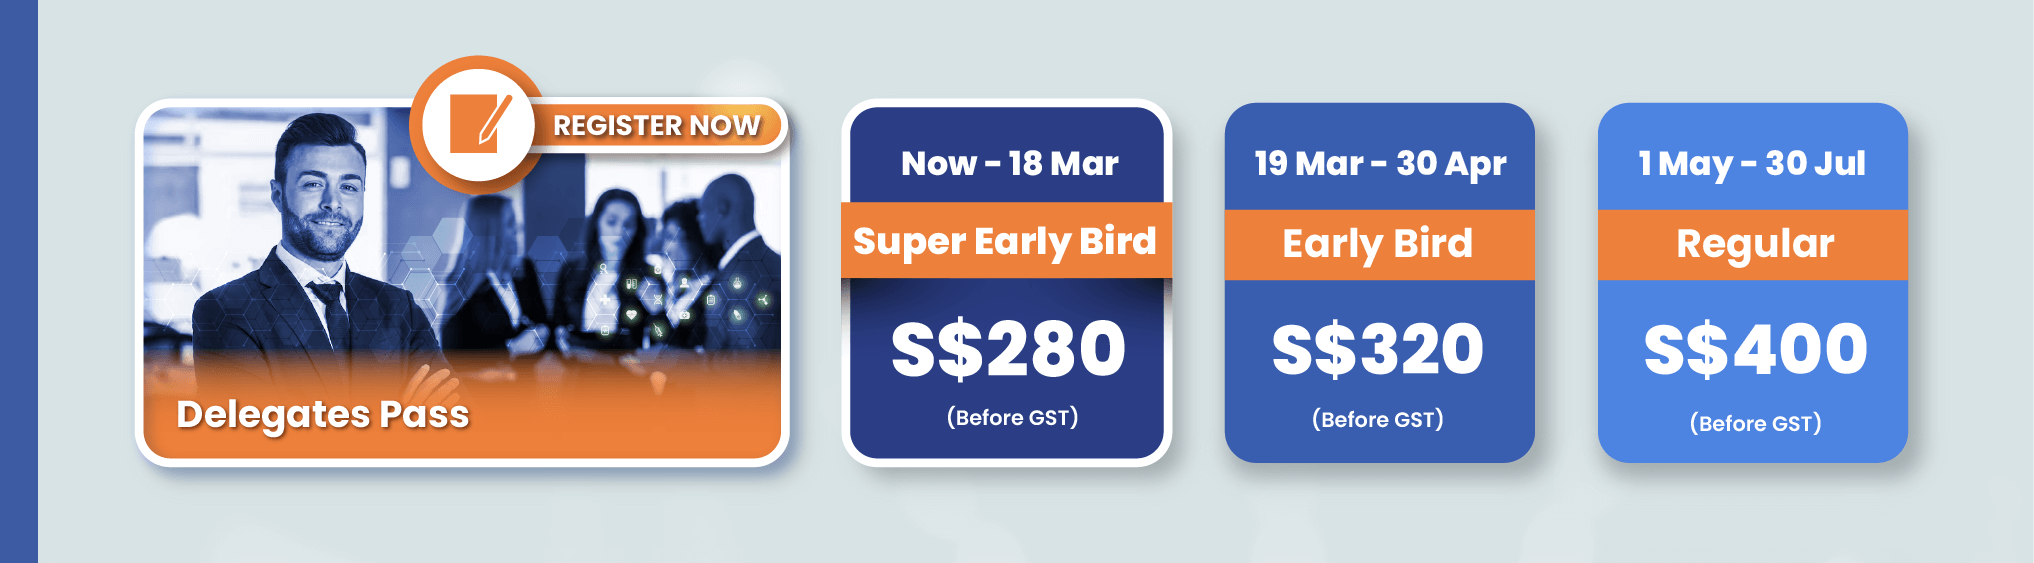 REGISTER NOW
Delegates Pass
Now - 18 Mar
Super Early Bird
S$280
(Before GST)
19 Mar - 30 Apr
Early Bird
S$320
(Before GST)
1 May - 30 Jul
Regular
S$400
(Before GST)